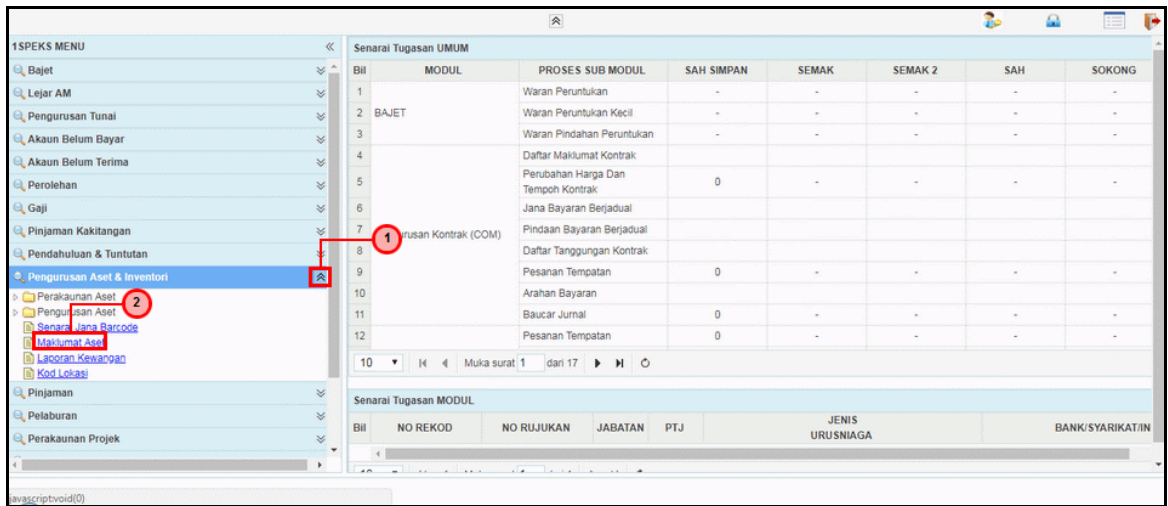 1SPEKS MENU
Bajet
Lejar AM
Pengurusan Tunai
Akaun Belum Bayar
Akaun Belum Terima
Perolehan
Gaji
Pinjaman Kakitangan
Pendahuluan & Tuntutan
Pengurusan Aset & Inventori
1
Perakaunan Aset
Pengurusan Aset
2
Senarai Jana Barcode
Maklumat Aset
Laporan Kewangan
Kod Lokasi
Pinjaman
Pelaburan
Perakaunan Projek
javascript:void(0)
Senarai Tugasan UMUM
Bil MODUL PROSES SUB MODUL SAH SIMPAN SEMAK SEMAK 2 SAH SOKONG
1 Waran Peruntukan - - - - -
2 BAJET Waran Peruntukan Kecil - - - - -
3 Waran Pindahan Peruntukan - - - - -
4 Daftar Maklumat Kontrak
5 Perubahan Harga Dan Tempoh Kontrak 0 - - - -
6 Jana Bayaran Berjadual
7 urusan Kontrak (COM) Pindaan Bayaran Berjadual
8 Daftar Tanggungan Kontrak
9 Pesanan Tempatan 0 - - - -
10 Arahan Bayaran
11 Baucar Jurnal 0 - - - -
12 Pesanan Tempatan 0 - - - -
10 Muka surat 1 dari 17
Senarai Tugasan MODUL
Bil NO REKOD NO RUJUKAN JABATAN PTJ JENIS URUSNIAGA BANK/SYARIKAT/IN